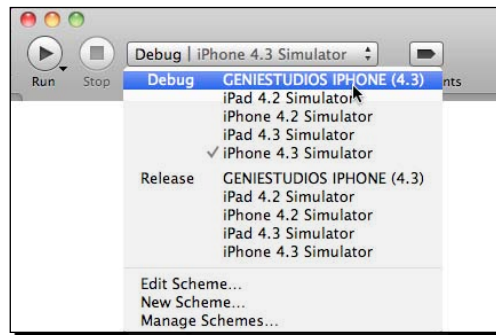 Debug | iPhone 4.3 Simulator
Run Stop nts
Debug GENIESTUDIOS IPHONE (4.3)
iPad 4.2 Simulator
iPhone 4.2 Simulator
iPad 4.3 Simulator
✓ iPhone 4.3 Simulator
Release GENIESTUDIOS IPHONE (4.3)
iPad 4.2 Simulator
iPhone 4.2 Simulator
iPad 4.3 Simulator
iPhone 4.3 Simulator
Edit Scheme...
New Scheme...
Manage Schemes...